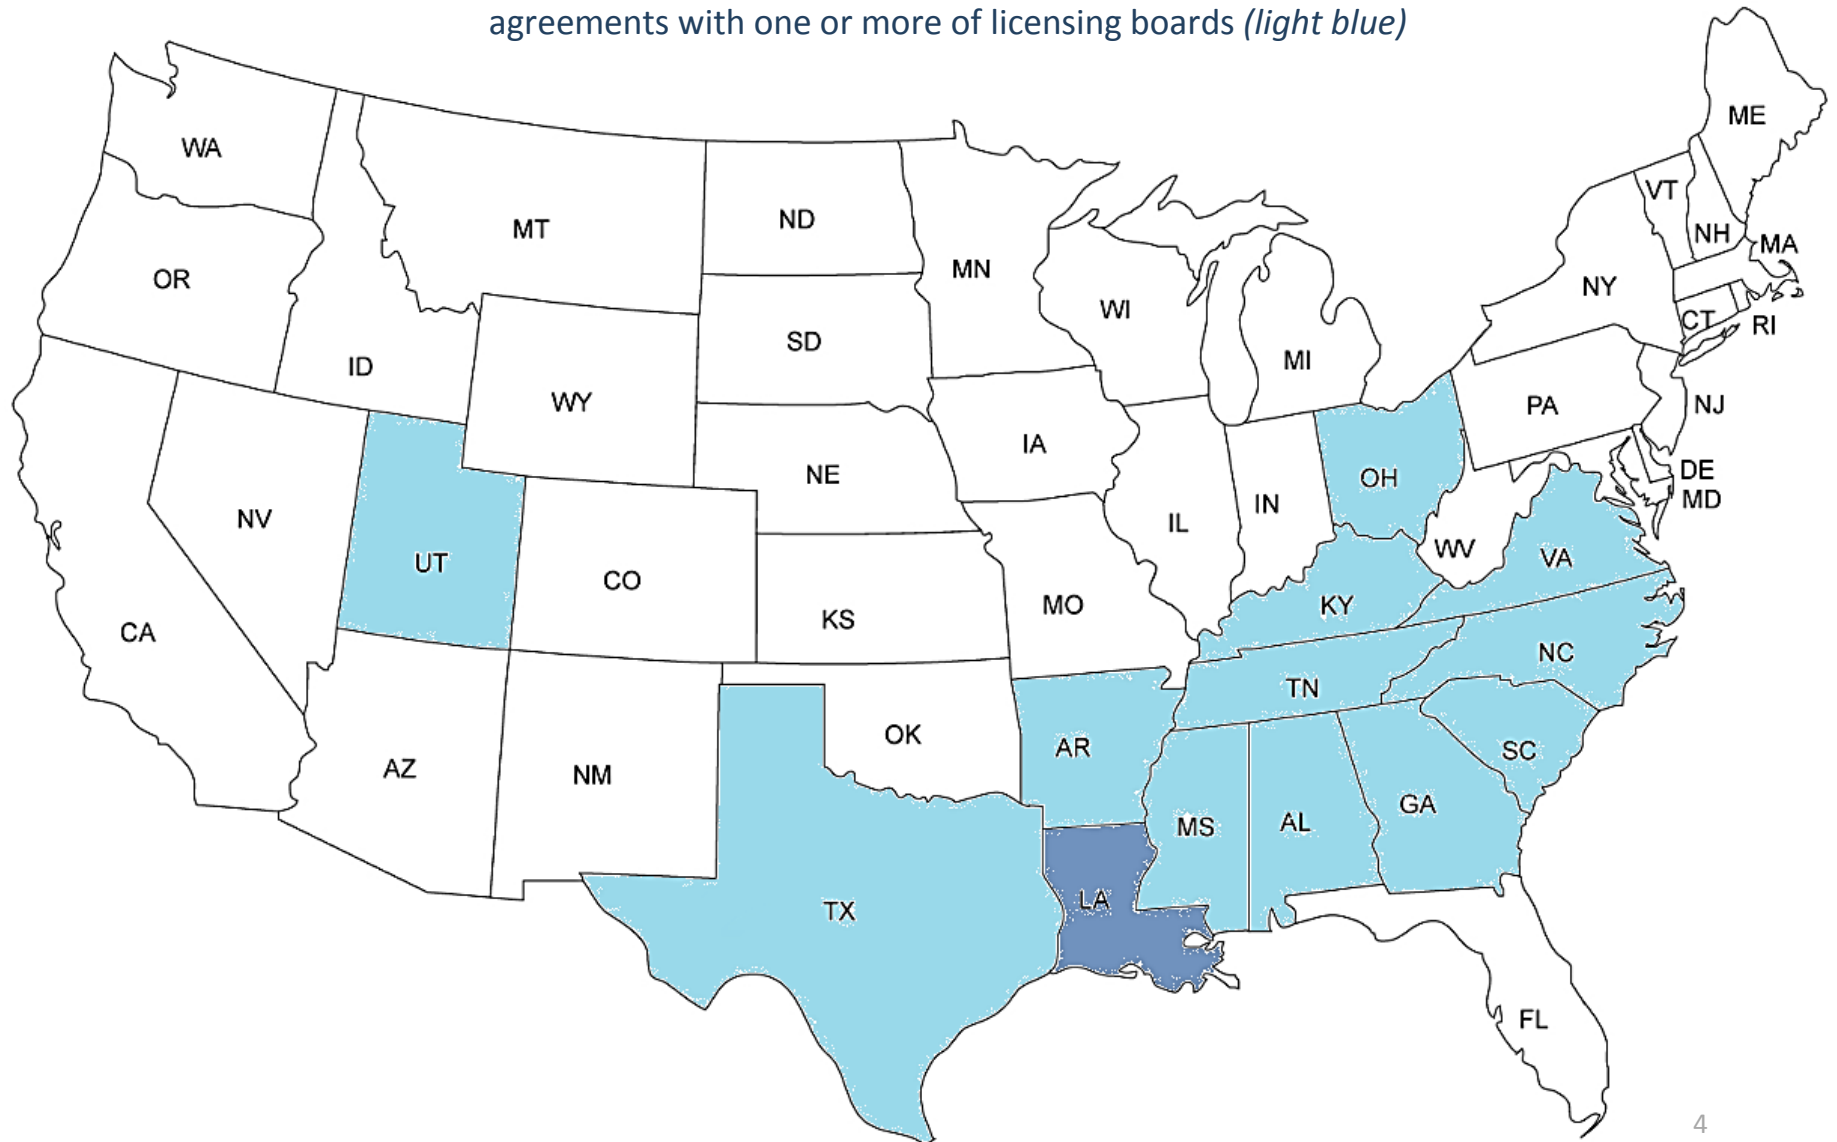 agreements with one or more of licensing boards (light blue)
ME
WA
VT
MT
ND
NH
MA
MN
OR
NY
WI
CT
RI
SD
MI
ID
WY
PA
NJ
IA
NE
DE
OH
MD
IN
NV
IL
WV
UT
VA
CO
MO
KY
KS
CA
NC
TN
OK
AR
SC
AZ
NM
GA
MS
AL
LA
TX
FL
4